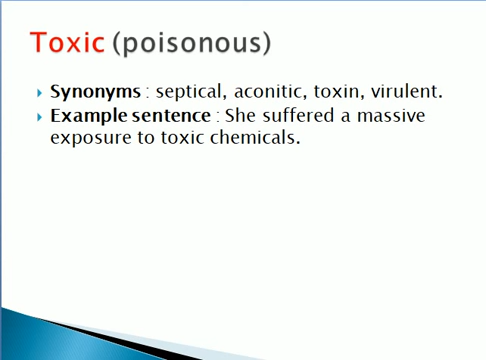 Toxic (poisonous)
Synonyms : septical, aconitic, toxin, virulent.
Example sentence : She suffered a massive
exposure to toxic chemicals.